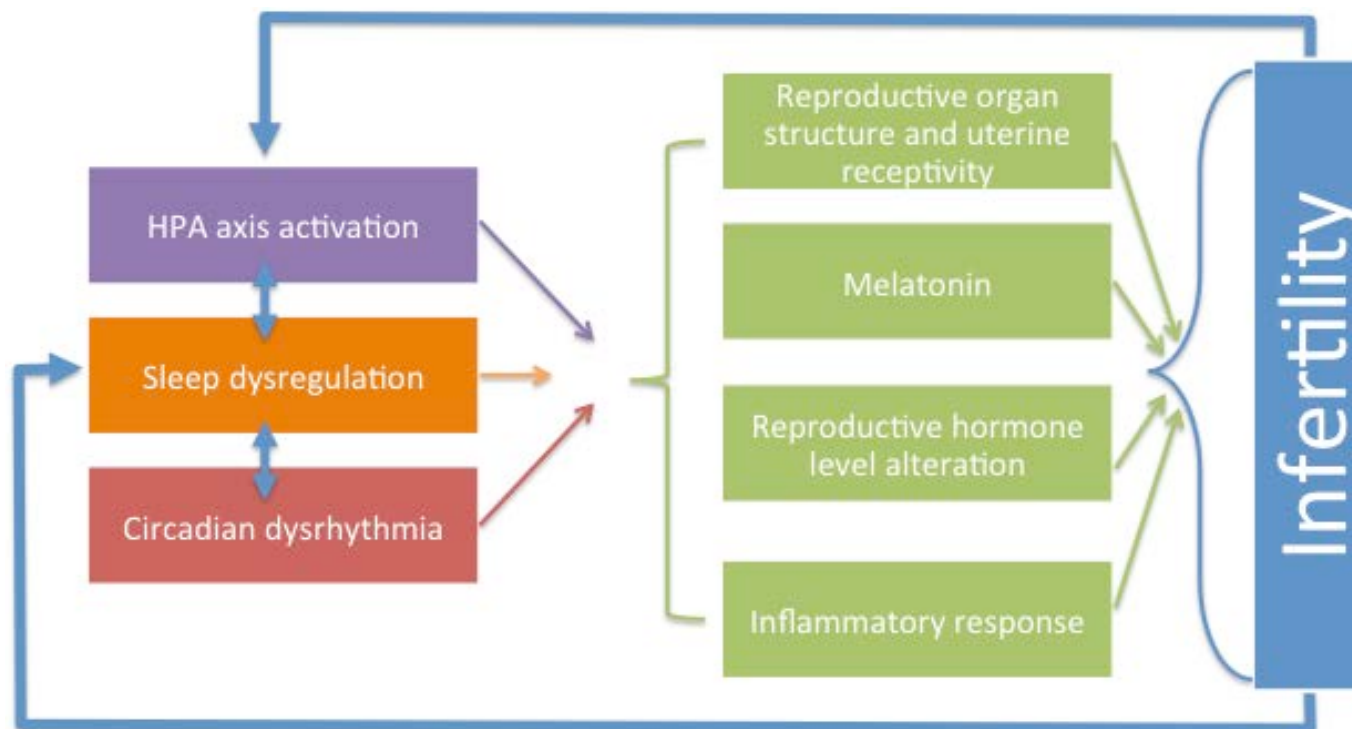 HPA axis activation
Sleep dysregulation
Circadian dysrhythmia
Reproductive organ
structure and uterine
receptivity
Melatonin
Reproductive hormone
level alteration
Inflammatory response
Infertility